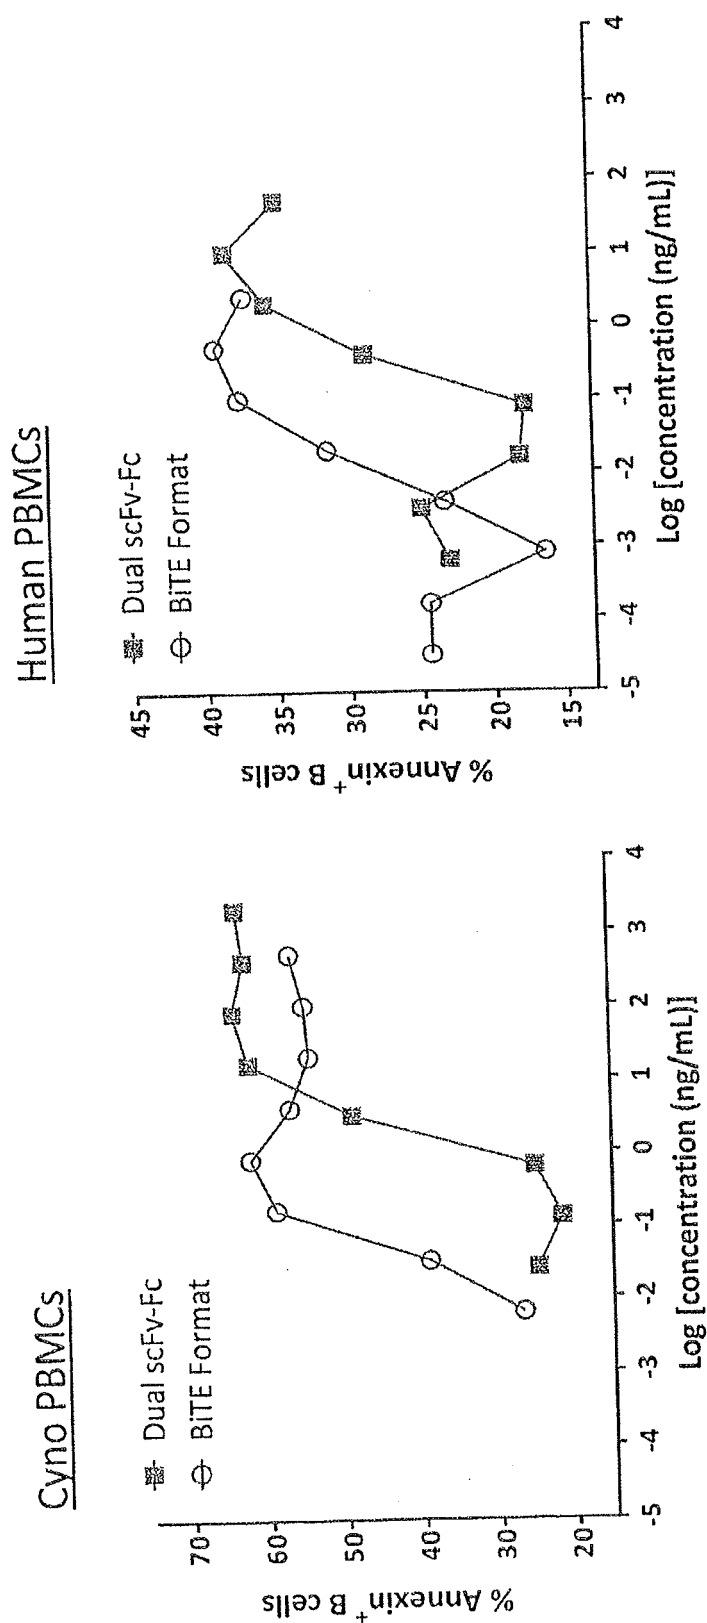 Cyno PBMCs
Dual scFv-Fc
BiTE Format
% Annexin+ B cells
70
60
50
40
30
20
-5 -4 -3 -2 -1 0 1 2 3 4
Log [concentration (ng/mL)]
Human PBMCs
Dual scFv-Fc
BiTE Format
% Annexin+ B cells
45
40
35
30
25
20
15
-5 -4 -3 -2 -1 0 1 2 3 4
Log [concentration (ng/mL)]